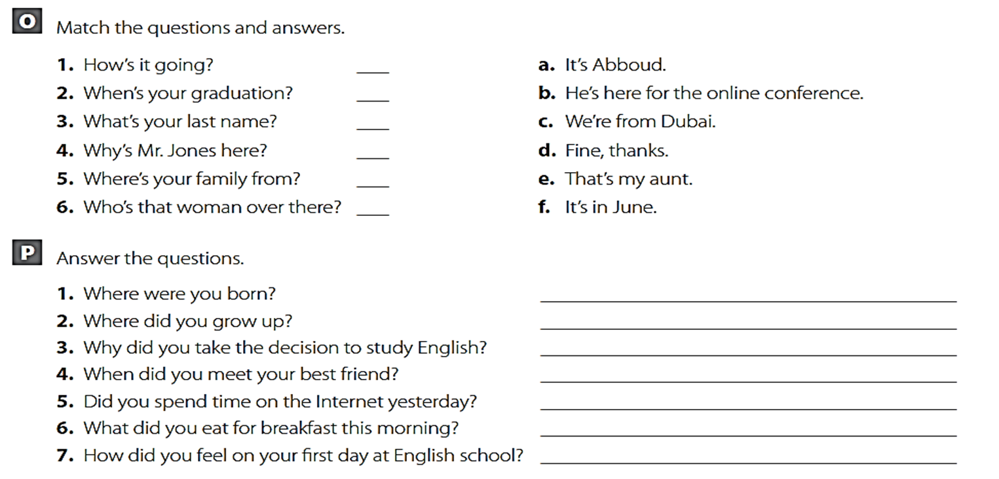 O Match the questions and answers.
1. How's it going? ____ a. It's Abboud.
2. When's your graduation? ____ b. He's here for the online conference.
3. What's your last name? ____ c. We're from Dubai.
4. Why's Mr. Jones here? ____ d. Fine, thanks.
5. Where's your family from? ____ e. That's my aunt.
6. Who's that woman over there? ____ f. It's in June.
P Answer the questions.
1. Where were you born?
2. Where did you grow up?
3. Why did you take the decision to study English?
4. When did you meet your best friend?
5. Did you spend time on the Internet yesterday?
6. What did you eat for breakfast this morning?
7. How did you feel on your first day at English school?